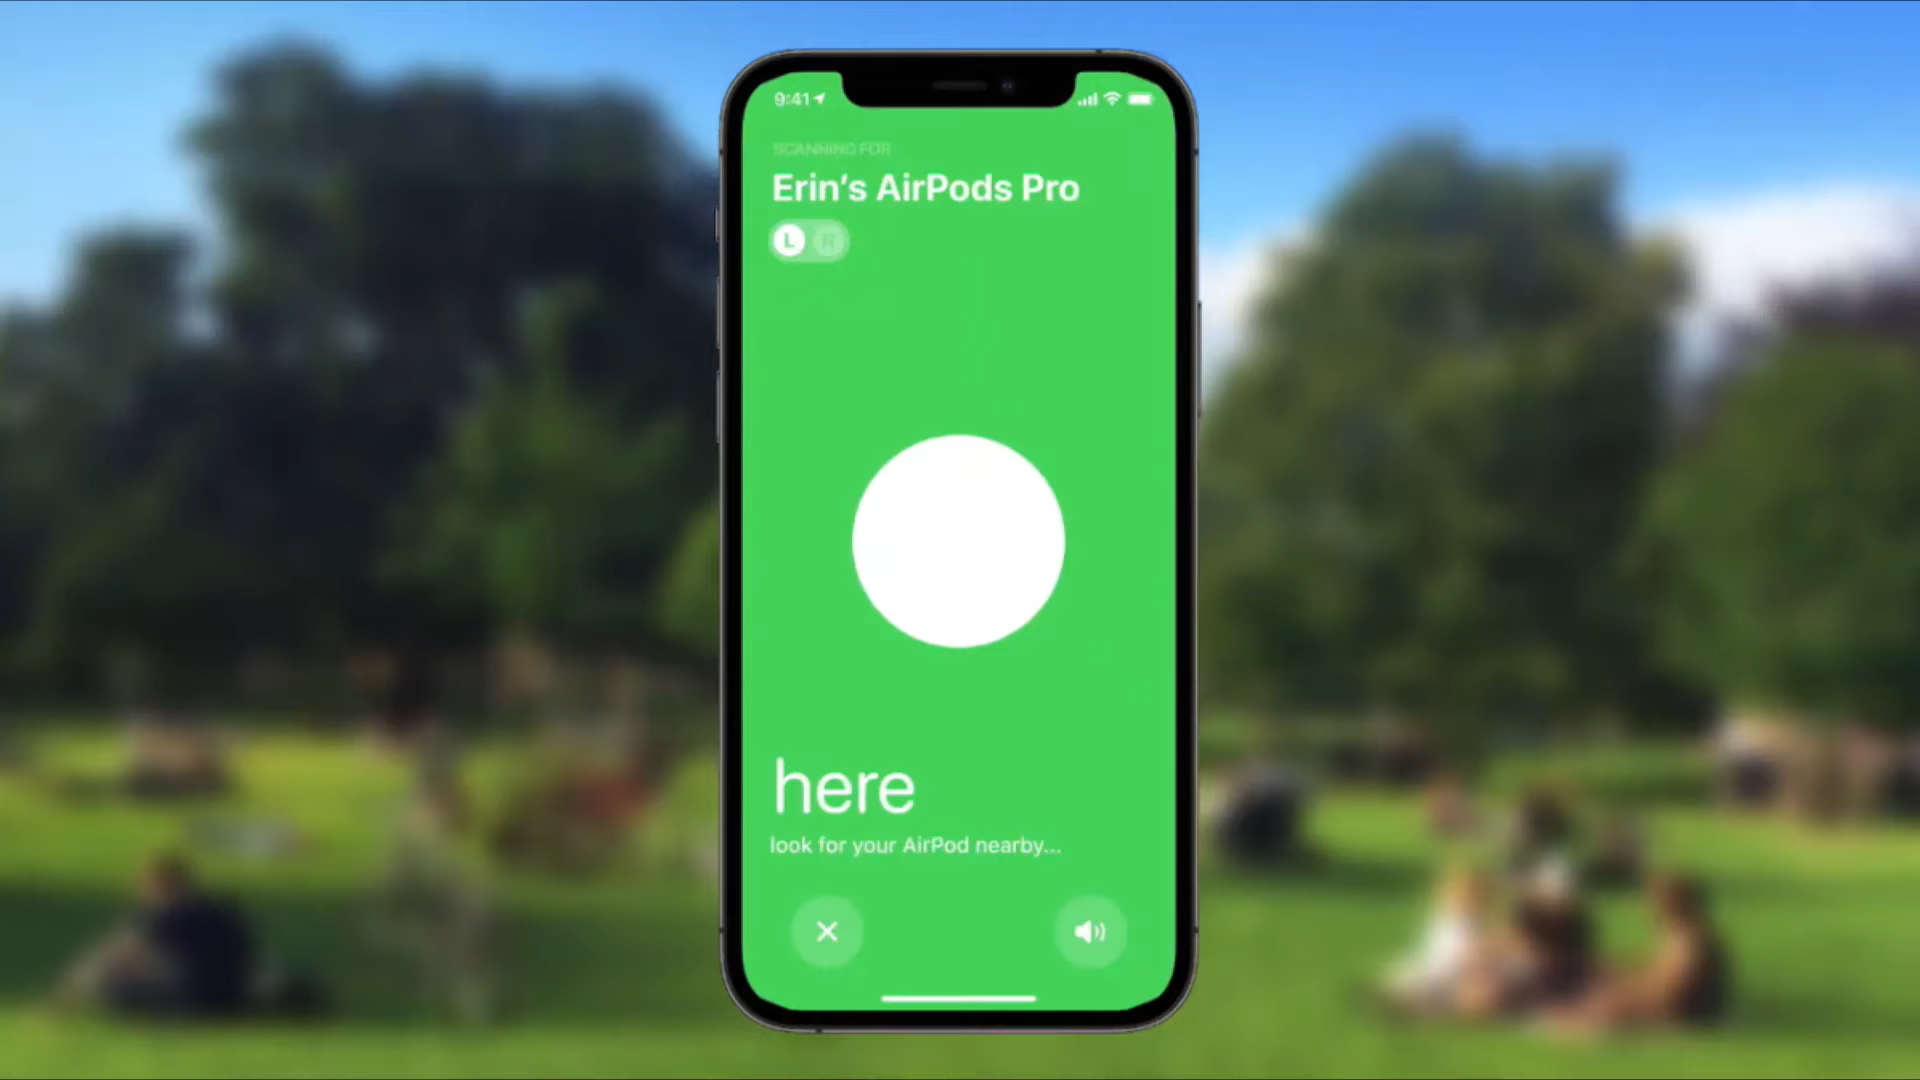 9:41
SCANNING FOR
Erin's AirPods Pro
L R
here
look for your AirPod nearby...